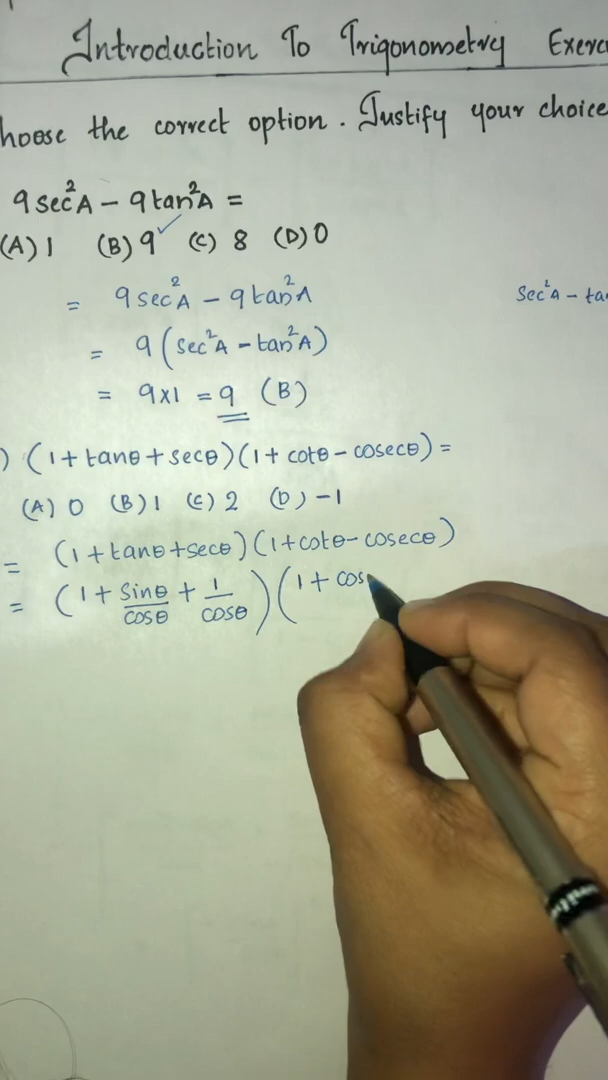 Introduction To Trigonometry
hoose the correct option. Justify your choice
9 sec²A - 9 tan²A =
(A) 1 (B) 9 ✓ (C) 8 (D) 0
= 9 sec²A - 9 tan²A
sec²A - ta
= 9 (sec²A - tan²A)
= 9×1 = 9 (B)
) (1 + tanθ + secθ) (1 + cotθ - cosecθ) =
(A) 0 (B) 1 (C) 2 (D) -1
= (1 + tanθ + secθ) (1 + cotθ - cosecθ)
= (1 + sinθ/cosθ + 1/cosθ) (1 + cos